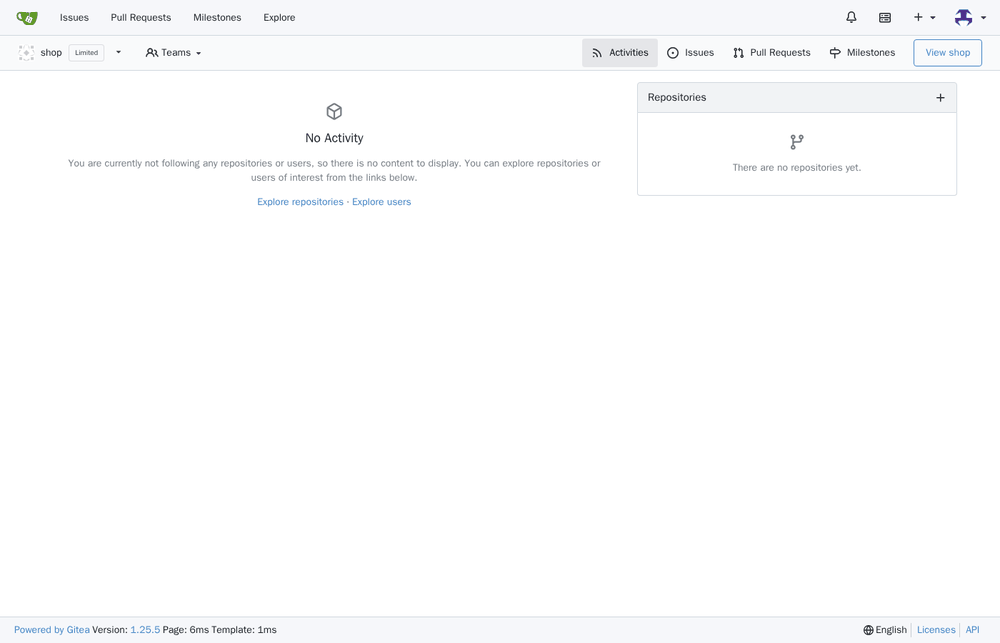 Issues Pull Requests Milestones Explore
shop Limited Teams Activities Issues Pull Requests Milestones View shop
Repositories
No Activity
You are currently not following any repositories or users, so there is no content to display. You can explore repositories or
users of interest from the links below.
Explore repositories · Explore users
There are no repositories yet.
Powered by Gitea Version: 1.25.5 Page: 6ms Template: 1ms English Licenses API